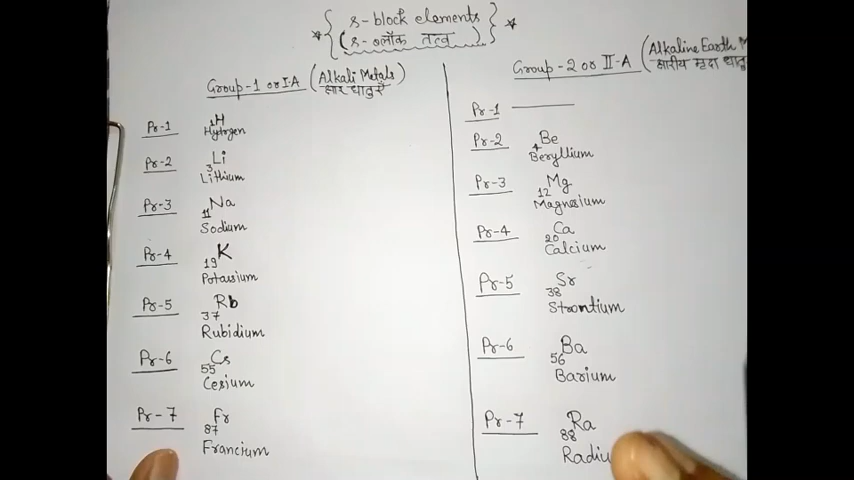 s-block elements
(s-ब्लॉक तत्व)
Group-1 or I-A (Alkali Metals)
क्षार धातुएँ
Pr-1 1H
Hydrgen
Pr-2 3Li
Lithium
Pr-3 11Na
Sodium
Pr-4 19K
Potassium
Pr-5 37Rb
Rubidium
Pr-6 55Cs
Cesium
Pr-7 87Fr
Francium
Group-2 or II-A (Alkaline Earth M
क्षारीय मृदा धातु
Pr-1
Pr-2 4Be
Beryllium
Pr-3 12Mg
Magnesium
Pr-4 20Ca
Calcium
Pr-5 38Sr
Strontium
Pr-6 56Ba
Barium
Pr-7 88Ra
Radiu